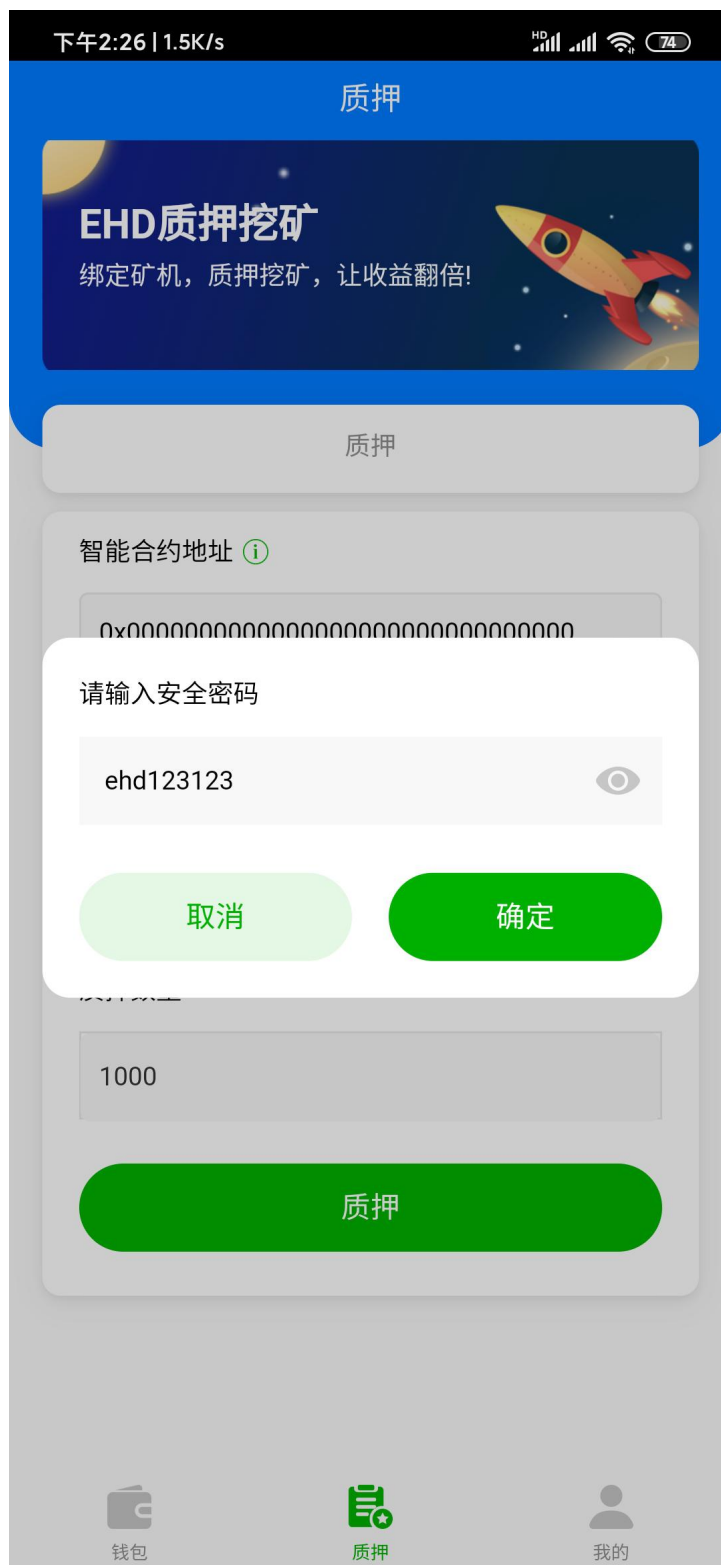 下午2:26 | 1.5K/s
HD
74
质押
EHD质押挖矿
绑定矿机，质押挖矿，让收益翻倍!
质押
智能合约地址
0x0000000000000000000000000000000
请输入安全密码
ehd123123
取消
确定
1000
质押
钱包
质押
我的